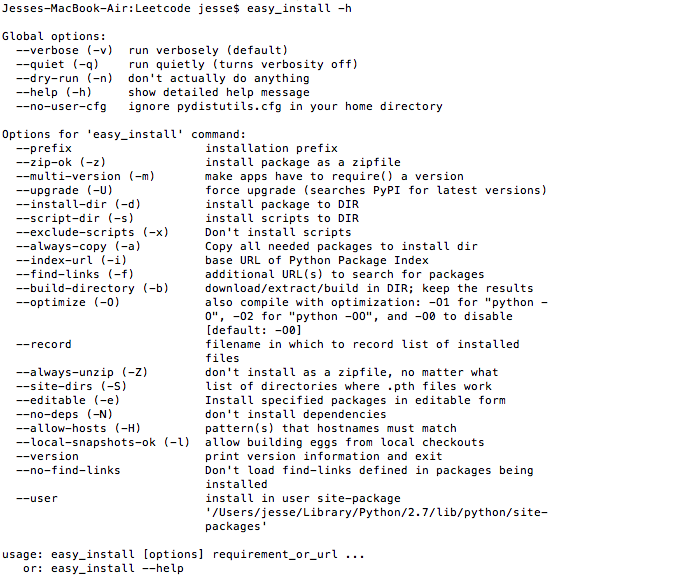 Jesses-MacBook-Air:Leetcode jesse$ easy_install -h

Global options:
  --verbose (-v)  run verbosely (default)
  --quiet (-q)    run quietly (turns verbosity off)
  --dry-run (-n)  don't actually do anything
  --help (-h)     show detailed help message
  --no-user-cfg   ignore pydistutils.cfg in your home directory

Options for 'easy_install' command:
  --prefix                   installation prefix
  --zip-ok (-z)              install package as a zipfile
  --multi-version (-m)       make apps have to require() a version
  --upgrade (-U)             force upgrade (searches PyPI for latest versions)
  --install-dir (-d)         install package to DIR
  --script-dir (-s)          install scripts to DIR
  --exclude-scripts (-x)     Don't install scripts
  --always-copy (-a)         Copy all needed packages to install dir
  --index-url (-i)           base URL of Python Package Index
  --find-links (-f)          additional URL(s) to search for packages
  --build-directory (-b)     download/extract/build in DIR; keep the results
  --optimize (-O)            also compile with optimization: -O1 for "python -
                             O", -O2 for "python -OO", and -O0 to disable
                             [default: -O0]
  --record                   filename in which to record list of installed
                             files
  --always-unzip (-Z)        don't install as a zipfile, no matter what
  --site-dirs (-S)           list of directories where .pth files work
  --editable (-e)            Install specified packages in editable form
  --no-deps (-N)             don't install dependencies
  --allow-hosts (-H)         pattern(s) that hostnames must match
  --local-snapshots-ok (-l)  allow building eggs from local checkouts
  --version                  print version information and exit
  --no-find-links            Don't load find-links defined in packages being
                             installed
  --user                     install in user site-package
                             '/Users/jesse/Library/Python/2.7/lib/python/site-
                             packages'

usage: easy_install [options] requirement_or_url ...
   or: easy_install --help